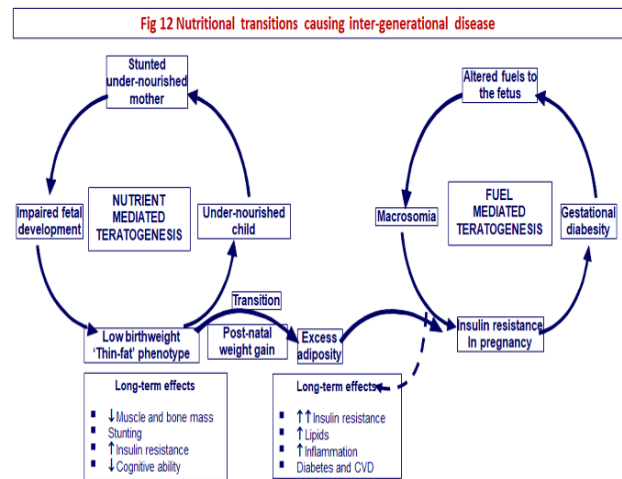 Fig 12 Nutritional transitions causing inter-generational disease
Stunted
under-nourished
mother
Impaired fetal
development
NUTRIENT
MEDIATED
TERATOGENESIS
Under-nourished
child
Low birthweight
'Thin-fat' phenotype
Transition
Post-natal
weight gain
Excess
adiposity
Altered fuels to
the fetus
Macrosomia
FUEL
MEDIATED
TERATOGENESIS
Gestational
diabesity
Insulin resistance
In pregnancy
Long-term effects
▪ ↓Muscle and bone mass
▪ Stunting
▪ ↑Insulin resistance
▪ ↓Cognitive ability
Long-term effects
▪ ↑↑Insulin resistance
▪ ↑Lipids
▪ ↑Inflammation
▪ Diabetes and CVD